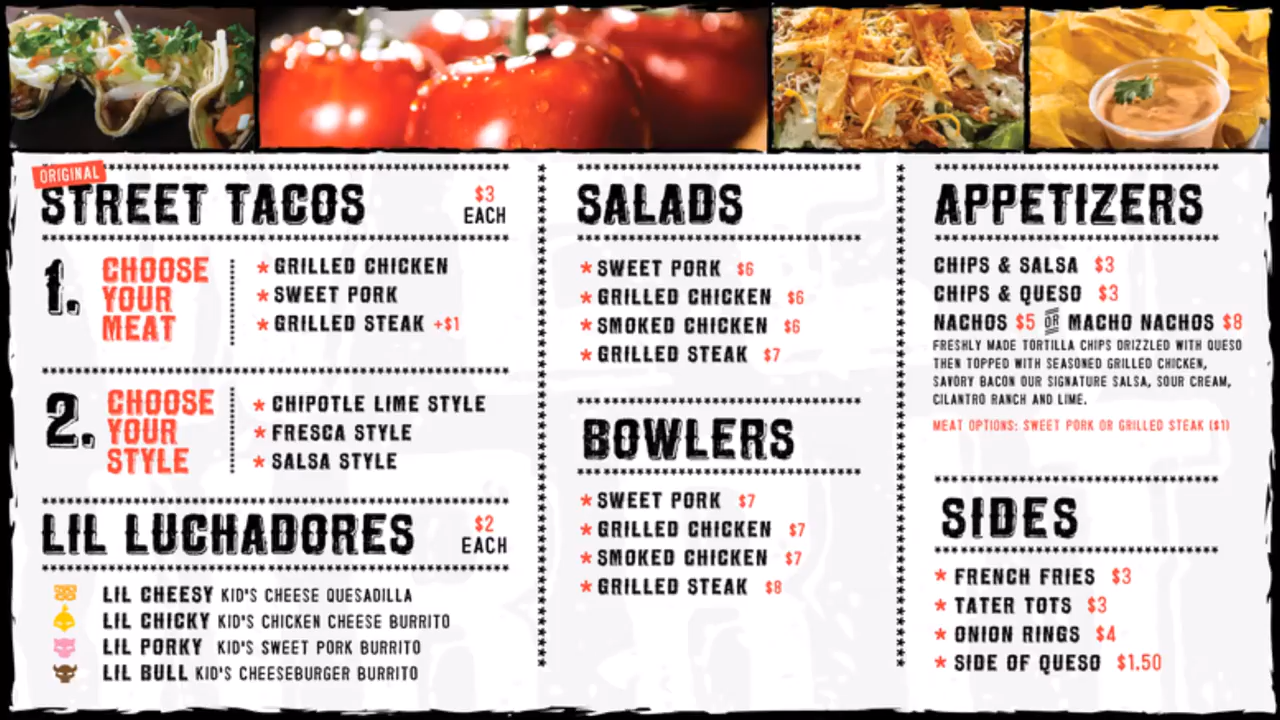 ORIGINAL
STREET TACOS
$3
EACH
1.
CHOOSE
YOUR
MEAT
* GRILLED CHICKEN
* SWEET PORK
* GRILLED STEAK +$1
2.
CHOOSE
YOUR
STYLE
* CHIPOTLE LIME STYLE
* FRESCA STYLE
* SALSA STYLE
LIL LUCHADORES
$2
EACH
LIL CHEESY KID'S CHEESE QUESADILLA
LIL CHICKY KID'S CHICKEN CHEESE BURRITO
LIL PORKY KID'S SWEET PORK BURRITO
LIL BULL KID'S CHEESEBURGER BURRITO
SALADS
* SWEET PORK $6
* GRILLED CHICKEN $6
* SMOKED CHICKEN $6
* GRILLED STEAK $7
BOWLERS
* SWEET PORK $7
* GRILLED CHICKEN $7
* SMOKED CHICKEN $7
* GRILLED STEAK $8
APPETIZERS
CHIPS & SALSA $3
CHIPS & QUESO $3
NACHOS $5 OR MACHO NACHOS $8
FRESHLY MADE TORTILLA CHIPS DRIZZLED WITH QUESO
THEN TOPPED WITH SEASONED GRILLED CHICKEN,
SAVORY BACON OUR SIGNATURE SALSA, SOUR CREAM,
CILANTRO RANCH AND LIME.
MEAT OPTIONS: SWEET PORK OR GRILLED STEAK ($1)
SIDES
* FRENCH FRIES $3
* TATER TOTS $3
* ONION RINGS $4
* SIDE OF QUESO $1.50